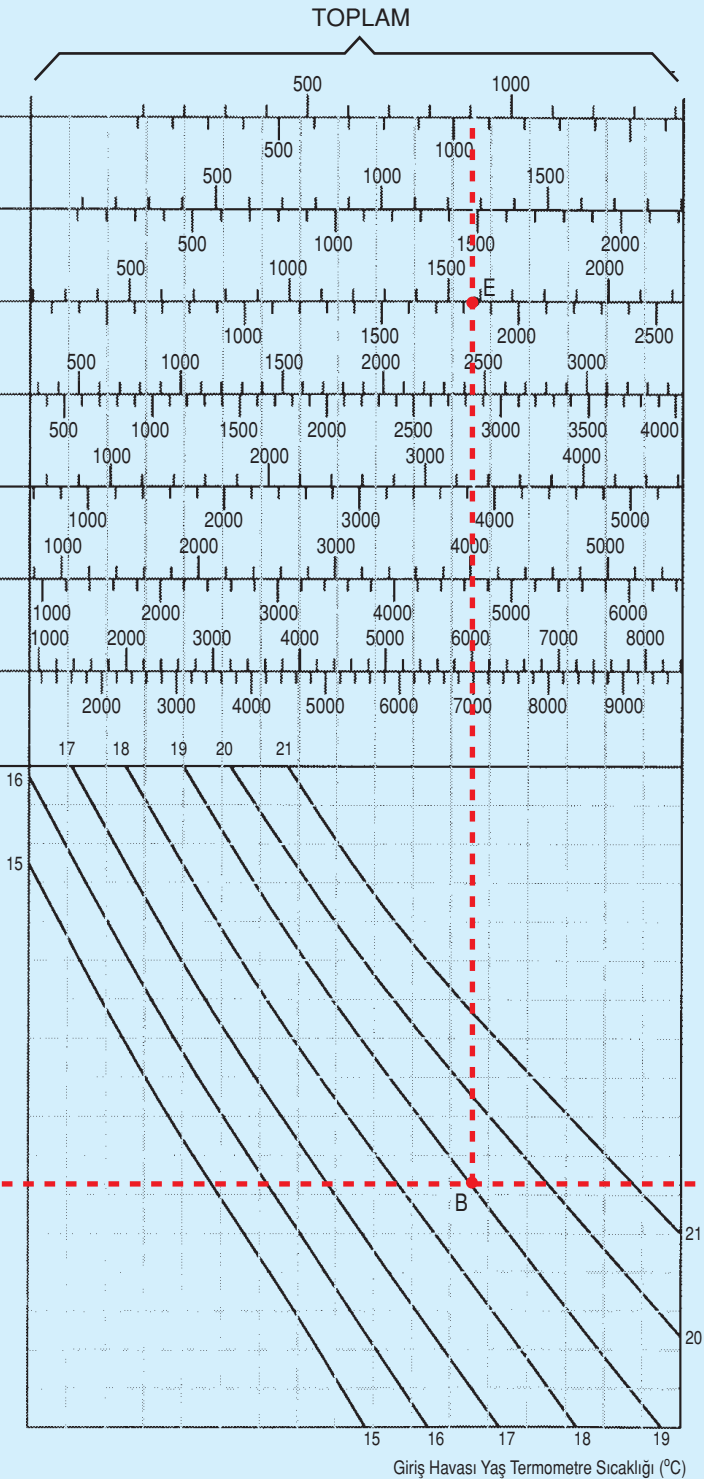 TOPLAM
500 1000
500 1000
500 1000 1500
500 1000 1500 2000
500 1000 1500 2000
E
1000 1500 2000 2500
500 1000 1500 2000 2500 3000
500 1000 1500 2000 2500 3000 3500 4000
1000 2000 3000 4000
1000 2000 3000 4000 5000
1000 2000 3000 4000 5000
1000 2000 3000 4000 5000 6000
1000 2000 3000 4000 5000 6000 7000 8000
2000 3000 4000 5000 6000 7000 8000 9000
17 18 19 20 21
16
15
B
21
20
15 16 17 18 19
Giriş Havası Yaş Termometre Sıcaklığı (ºC)